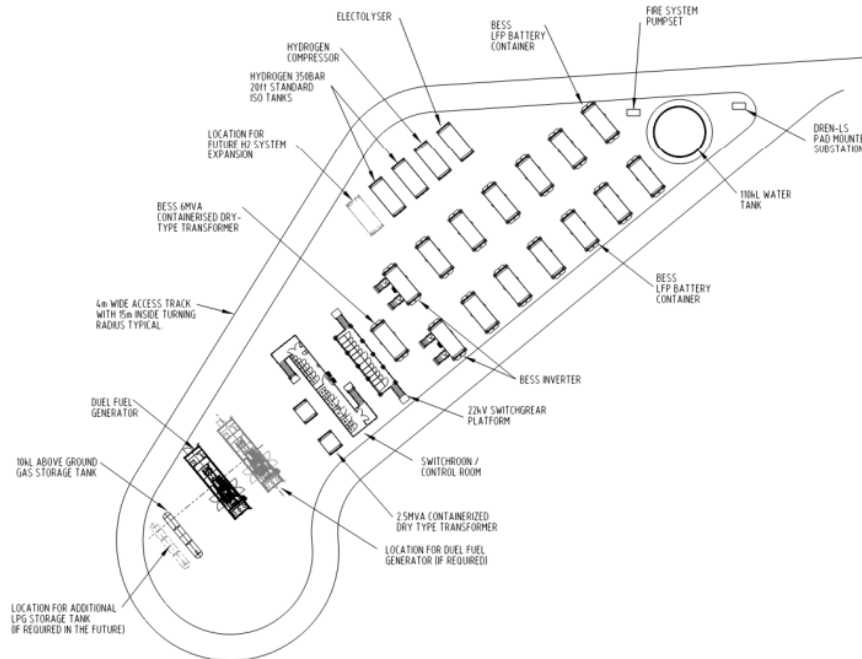 ELECTOLYSER
BESS
LFP BATTERY
CONTAINER
FIRE SYSTEM
PUMPSET
HYDROGEN
COMPRESSOR
HYDROGEN 350BAR
20ft STANDARD
ISO TANKS
LOCATION FOR
FUTURE H2 SYSTEM
EXPANSION
DREN-LS
PAD MOUNTE
SUBSTATION
110kL WATER
TANK
BESS 6MVA
CONTAINERISED DRY-
TYPE TRANSFORMER
BESS
LFP BATTERY
CONTAINER
4m WIDE ACCESS TRACK
WITH 15m INSIDE TURNING
RADIUS TYPICAL.
BESS INVERTER
22kV SWITCHGREAR
PLATFORM
DUEL FUEL
GENERATOR
SWITCHROON /
CONTROL ROOM
10kL ABOVE GROUND
GAS STORAGE TANK
2.5MVA CONTAINERIZED
DRY TYPE TRANSFORMER
LOCATION FOR DUEL FUEL
GENERATOR (IF REQUIRED)
LOCATION FOR ADDITIONAL
LPG STORAGE TANK
(IF REQUIRED IN THE FUTURE)